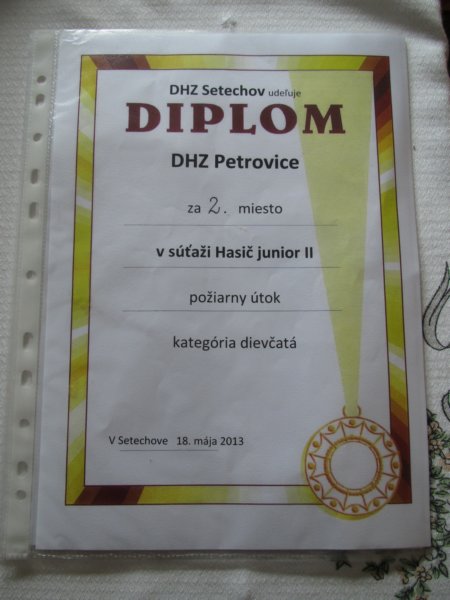 DHZ Setechov udeľuje
DIPLOM
DHZ Petrovice
za 2. miesto
v súťaži Hasič junior II
požiarny útok
kategória dievčatá
V Setechove 18. mája 2013